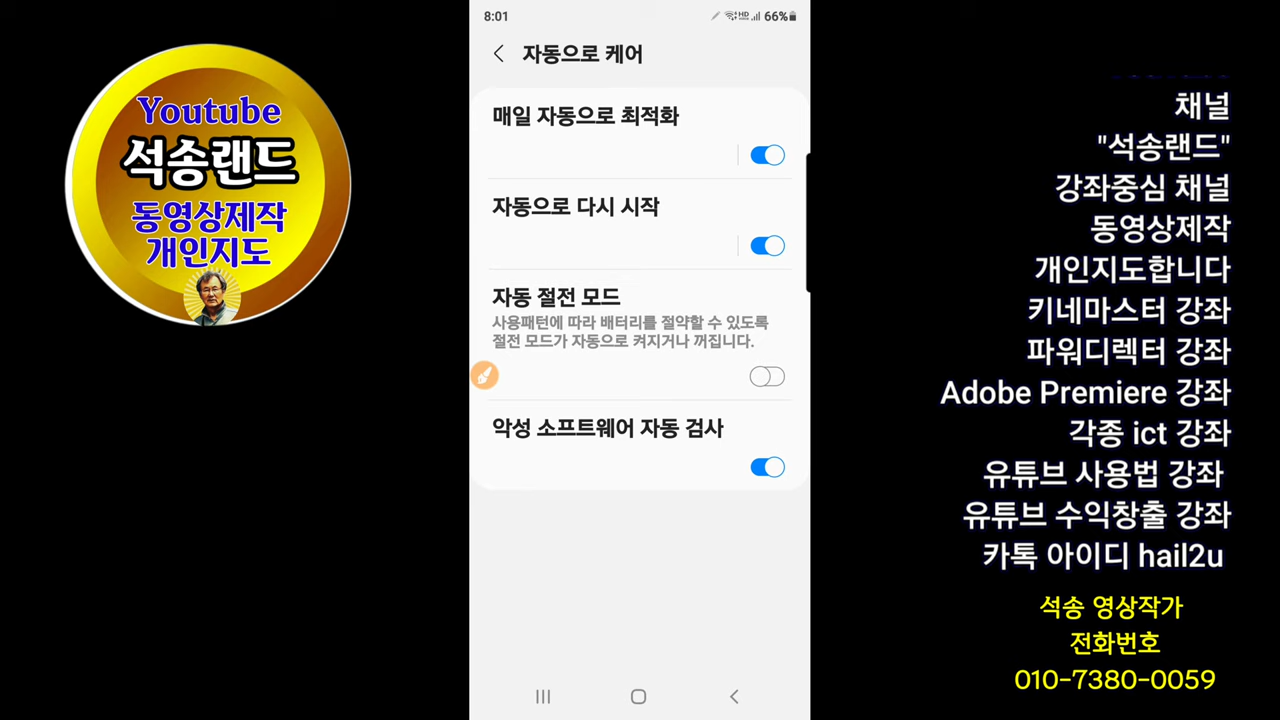 Youtube
석송랜드
동영상제작
개인지도
8:01
66%
자동으로 케어
매일 자동으로 최적화
자동으로 다시 시작
자동 절전 모드
사용패턴에 따라 배터리를 절약할 수 있도록
절전 모드가 자동으로 켜지거나 꺼집니다.
악성 소프트웨어 자동 검사
채널
"석송랜드"
강좌중심 채널
동영상제작
개인지도합니다
키네마스터 강좌
파워디렉터 강좌
Adobe Premiere 강좌
각종 ict 강좌
유튜브 사용법 강좌
유튜브 수익창출 강좌
카톡 아이디 hail2u
석송 영상작가
전화번호
010-7380-0059